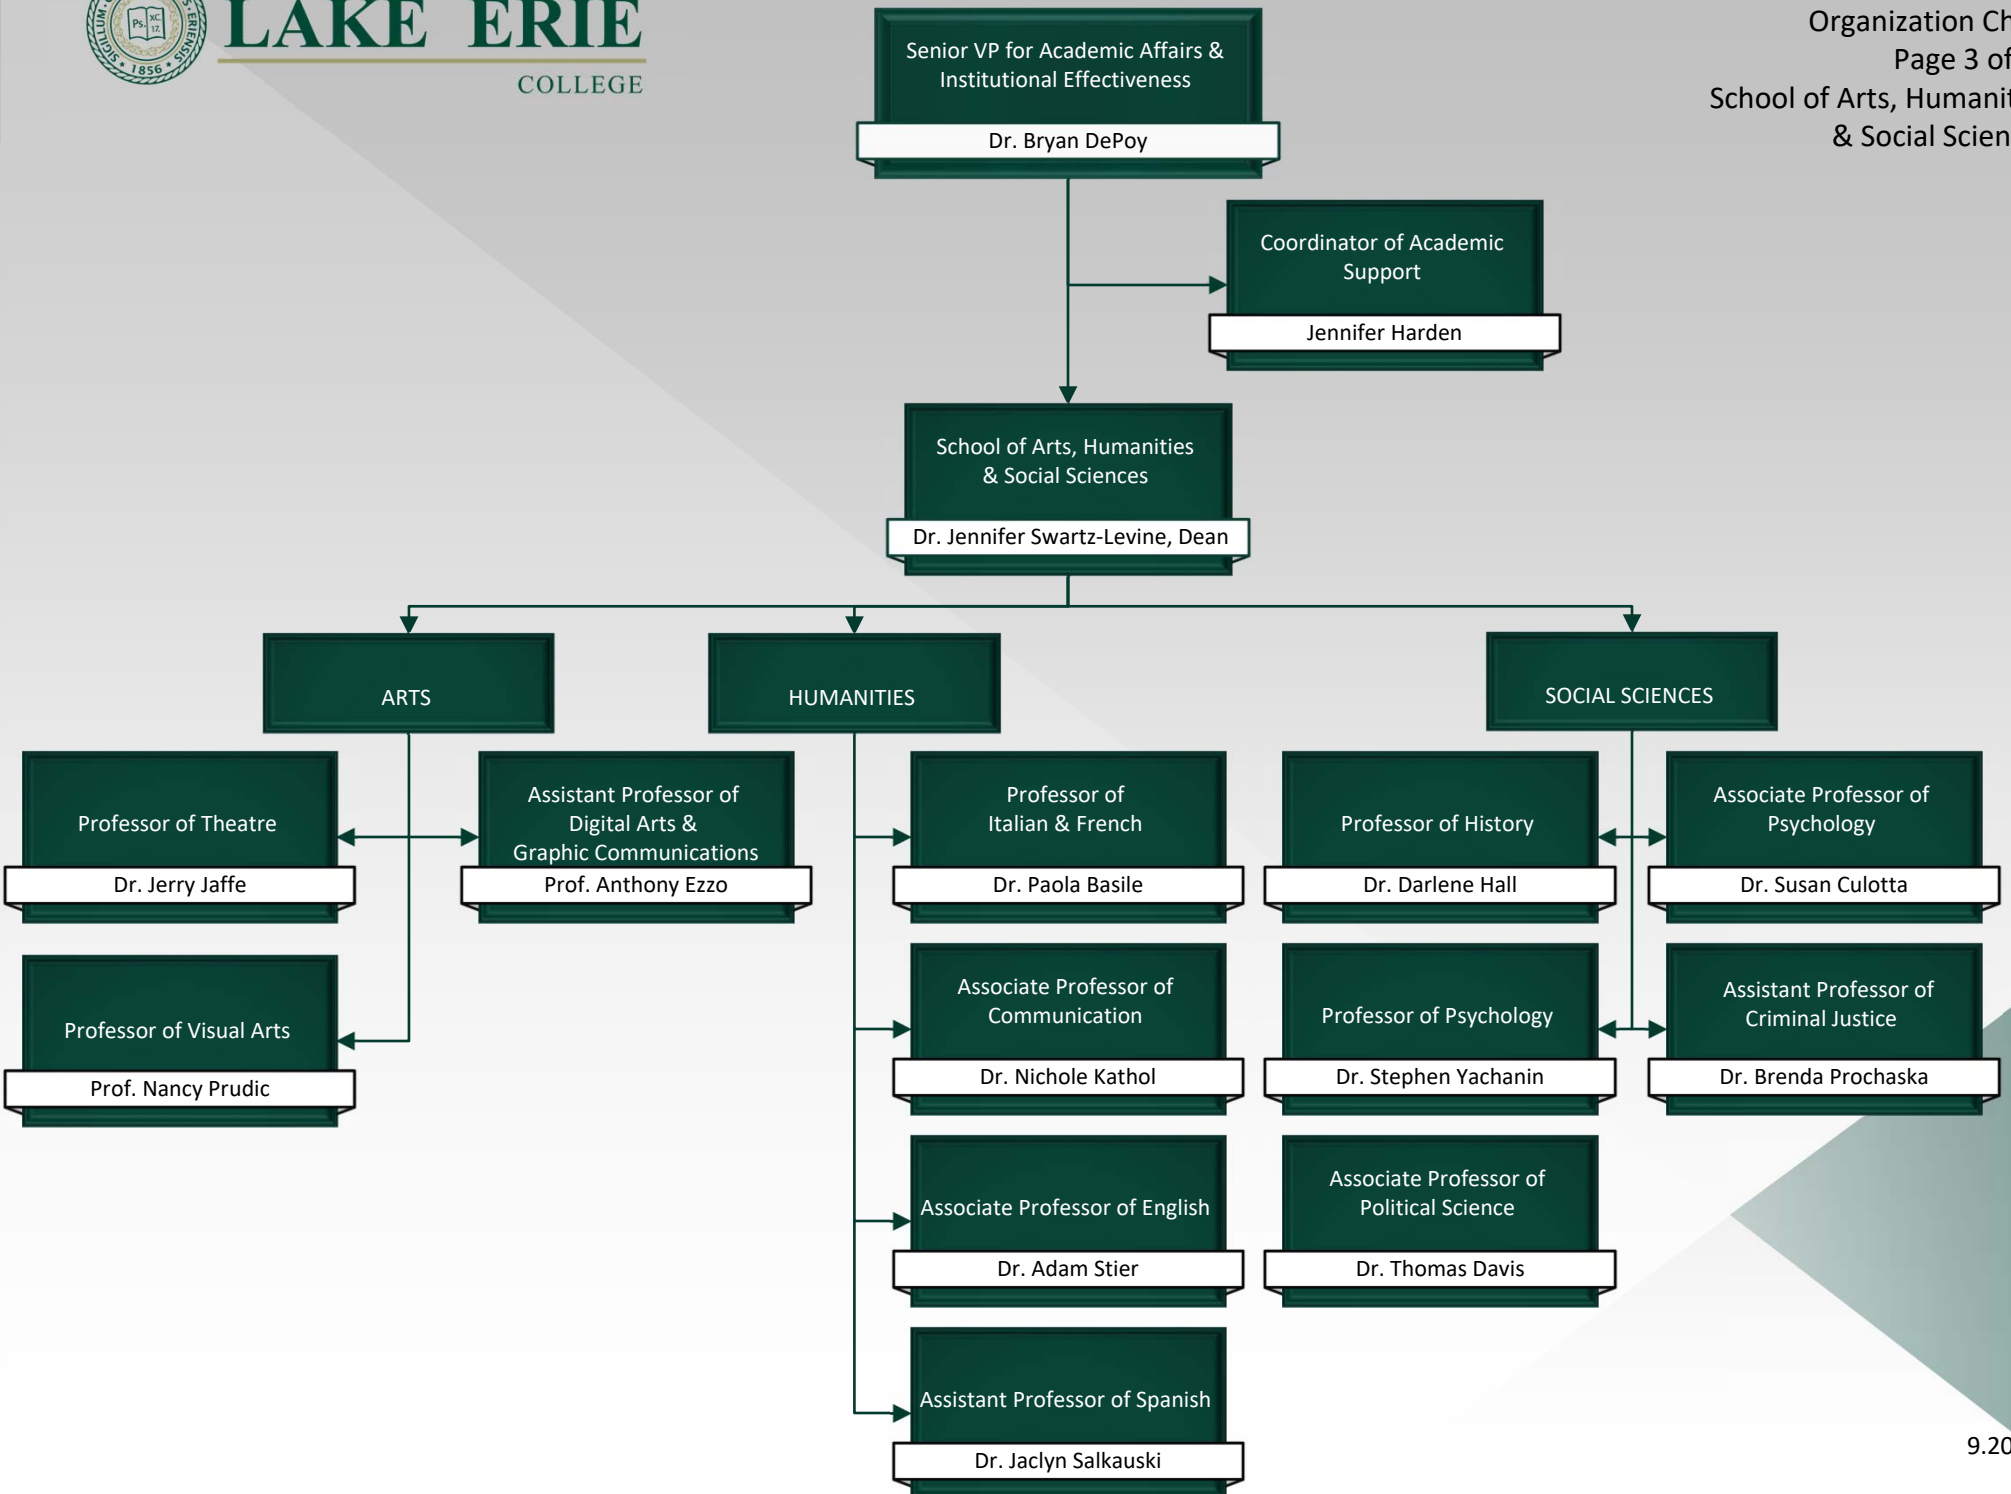 LAKE ERIE
COLLEGE
Ps. XC.
17.
1856
Organization
Page 3 of
School of Arts,
& Social
Senior VP for Academic Affairs &
Institutional Effectiveness
Dr. Bryan DePoy
Coordinator of Academic
Support
Jennifer Harden
School of Arts, Humanities
& Social Sciences
Dr. Jennifer Swartz-Levine, Dean
ARTS
HUMANITIES
SOCIAL SCIENCES
Professor of Theatre
Dr. Jerry Jaffe
Assistant Professor of
Digital Arts &
Graphic Communications
Prof. Anthony Ezzo
Professor of Visual Arts
Prof. Nancy Prudic
Professor of
Italian & French
Dr. Paola Basile
Associate Professor of
Communication
Dr. Nichole Kathol
Associate Professor of English
Dr. Adam Stier
Assistant Professor of Spanish
Dr. Jaclyn Salkauski
Professor of History
Dr. Darlene Hall
Associate Professor of
Psychology
Dr. Susan Culotta
Professor of Psychology
Dr. Stephen Yachanin
Assistant Professor of
Criminal Justice
Dr. Brenda Prochaska
Associate Professor of
Political Science
Dr. Thomas Davis